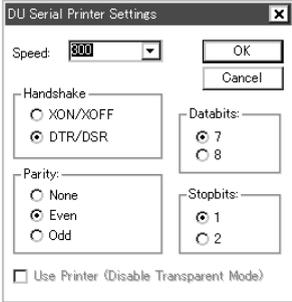 DU Serial Printer Settings
Speed: 300
OK
Cancel
Handshake
XON/XOFF
DTR/DSR
Databits:
7
8
Parity:
None
Even
Odd
Stopbits:
1
2
Use Printer (Disable Transparent Mode)